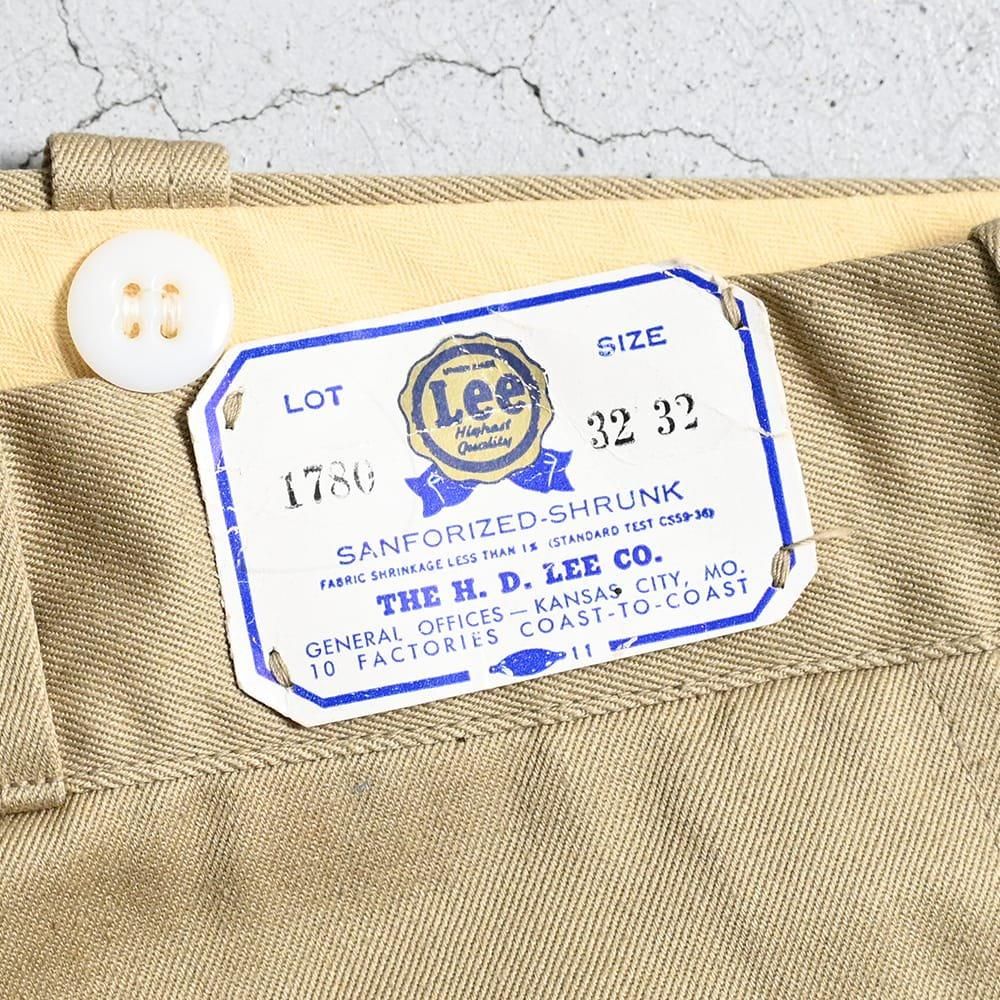 LOT
SIZE
Lee
Highest
Quality
1780
32 32
SANFORIZED-SHRUNK
FABRIC SHRINKAGE LESS THAN 1% (STANDARD TEST CS59-36)
THE H. D. LEE CO.
GENERAL OFFICES — KANSAS CITY, MO.
10 FACTORIES COAST-TO-COAST
11